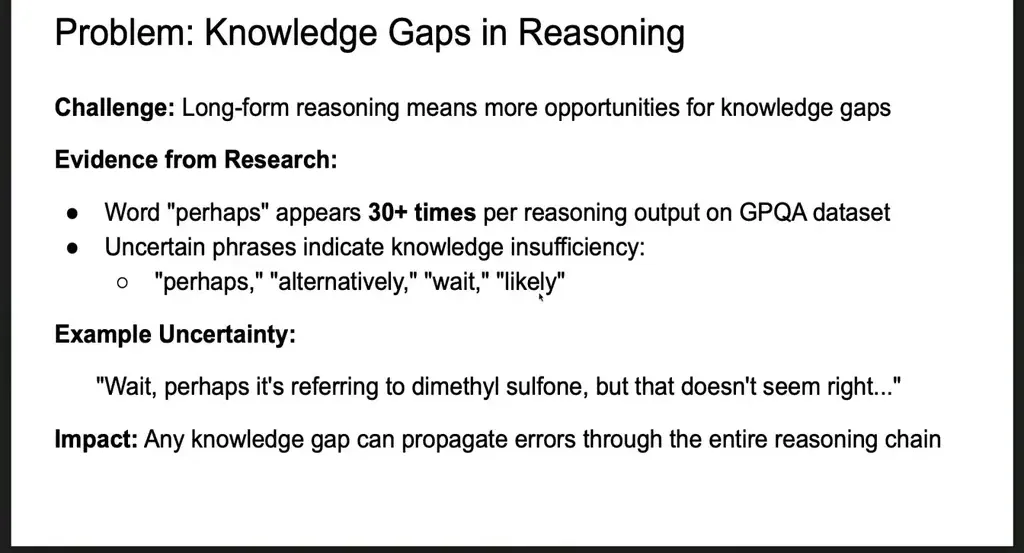 Problem: Knowledge Gaps in Reasoning
Challenge: Long-form reasoning means more opportunities for knowledge gaps
Evidence from Research:
● Word "perhaps" appears 30+ times per reasoning output on GPQA dataset
● Uncertain phrases indicate knowledge insufficiency:
○ "perhaps," "alternatively," "wait," "likely"
Example Uncertainty:
"Wait, perhaps it's referring to dimethyl sulfone, but that doesn't seem right..."
Impact: Any knowledge gap can propagate errors through the entire reasoning chain